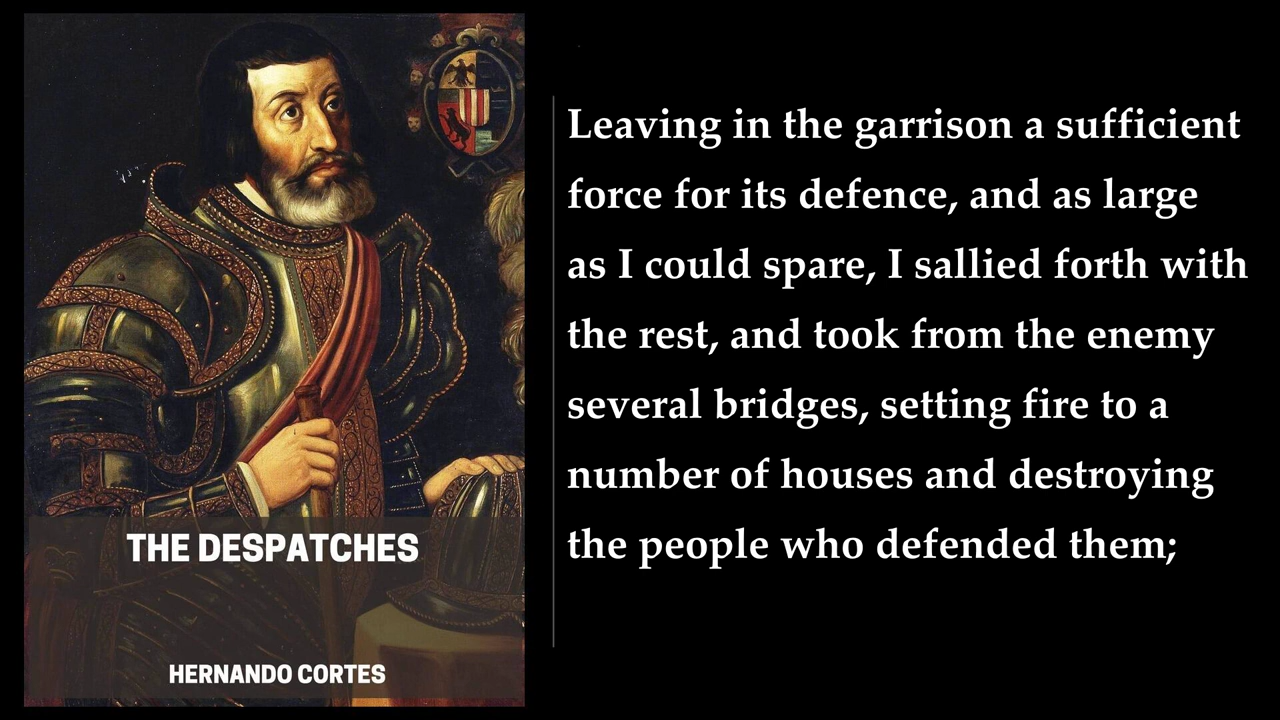 THE DESPATCHES
HERNANDO CORTES
Leaving in the garrison a sufficient
force for its defence, and as large
as I could spare, I sallied forth with
the rest, and took from the enemy
several bridges, setting fire to a
number of houses and destroying
the people who defended them;